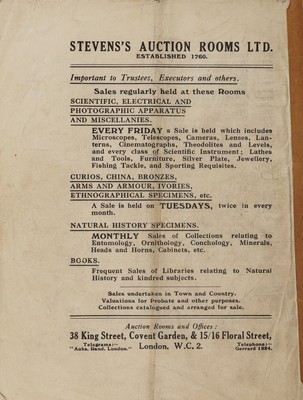 STEVENS'S AUCTION ROOMS LTD.
ESTABLISHED 1760.
Important to Trustees, Executors and others.
Sales regularly held at these Rooms
SCIENTIFIC, ELECTRICAL AND
PHOTOGRAPHIC APPARATUS
AND MISCELLANIES.
EVERY FRIDAY a Sale is held which includes
Microscopes, Telescopes, Cameras, Lenses, Lan-
terns, Cinematographs, Theodolites and Levels,
and every class of Scientific Instrument; Lathes
and Tools, Furniture, Silver Plate, Jewellery,
Fishing Tackle, and Sporting Requisites.
CURIOS, CHINA, BRONZES,
ARMS AND ARMOUR, IVORIES,
ETHNOGRAPHICAL SPECIMENS, etc.
A Sale is held on TUESDAYS, twice in every
month.
NATURAL HISTORY SPECIMENS.
MONTHLY Sales of Collections relating to
Entomology, Ornithology, Conchology, Minerals,
Heads and Horns, Cabinets, etc.
BOOKS.
Frequent Sales of Libraries relating to Natural
History and kindred subjects.
Sales undertaken in Town and Country.
Valuations for Probate and other purposes.
Collections catalogued and arranged for sale.
Auction Rooms and Offices:
38 King Street, Covent Garden, & 15/16 Floral Street,
Telegrams:— London, W.C. 2. Telephone:—
"Auks, Rand, London." Gerrard 1824.